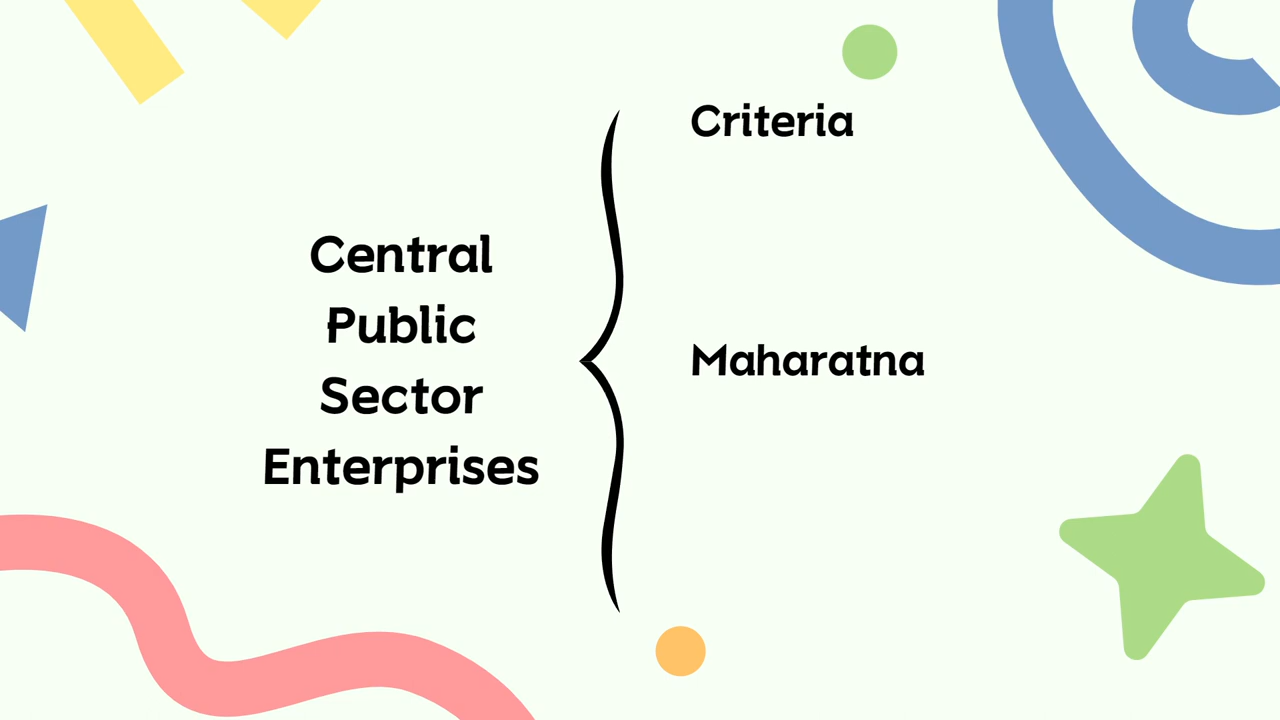 Central
Public
Sector
Enterprises
Criteria
Maharatna